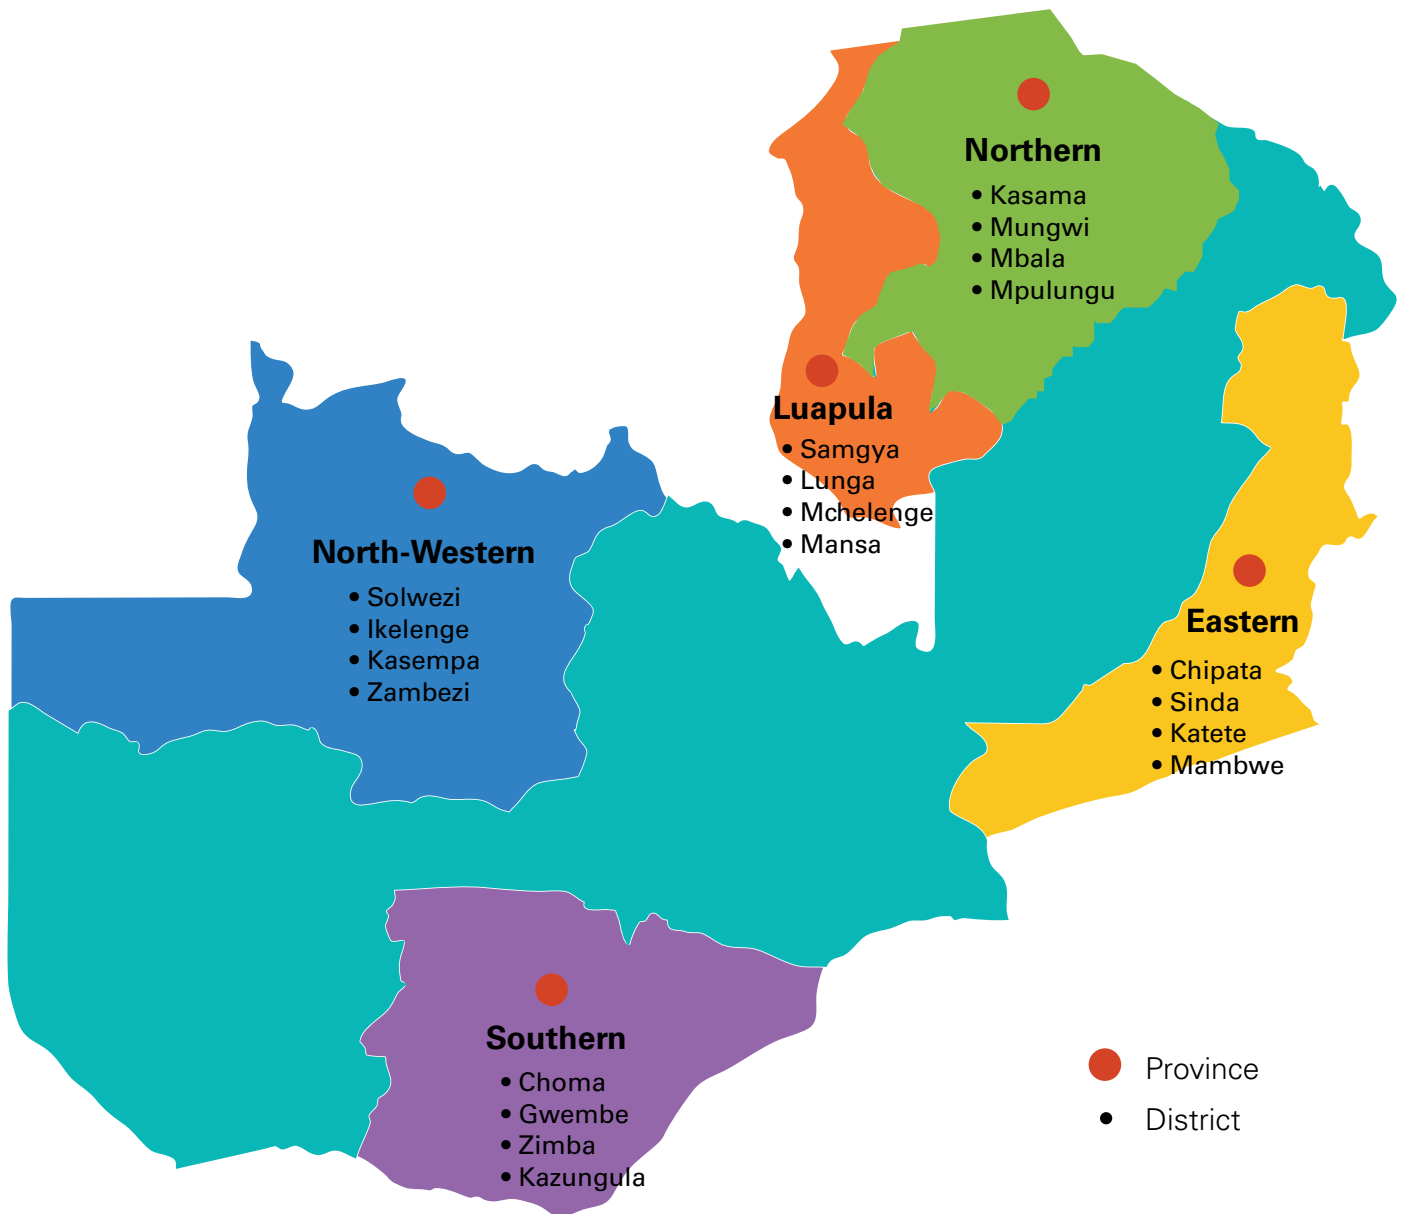 Northern
• Kasama
• Mungwi
• Mbala
• Mpulungu
Luapula
• Samgya
• Lunga
• Mchelenge
• Mansa
North-Western
• Solwezi
• Ikelenge
• Kasempa
• Zambezi
Eastern
• Chipata
• Sinda
• Katete
• Mambwe
Southern
• Choma
• Gwembe
• Zimba
• Kazungula
Province
District